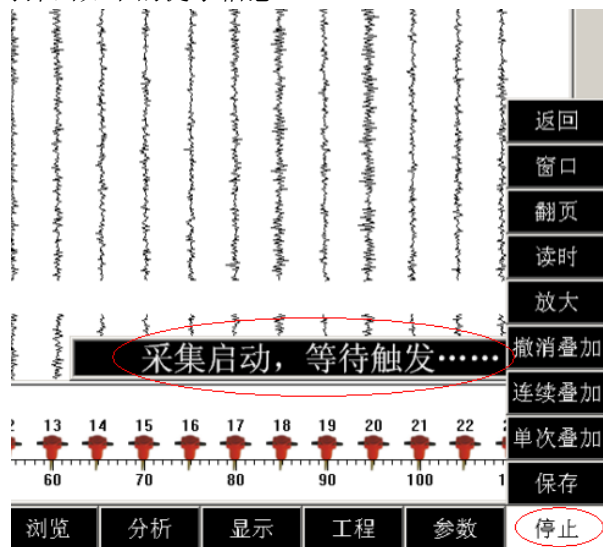 返回
窗口
翻页
读时
放大
采集启动，等待触发……
撤消叠加
连续叠加
13 14 15 16 17 18 19 20 21 22
单次叠加
60 70 80 90 100
保存
浏览 分析 显示 工程 参数 停止